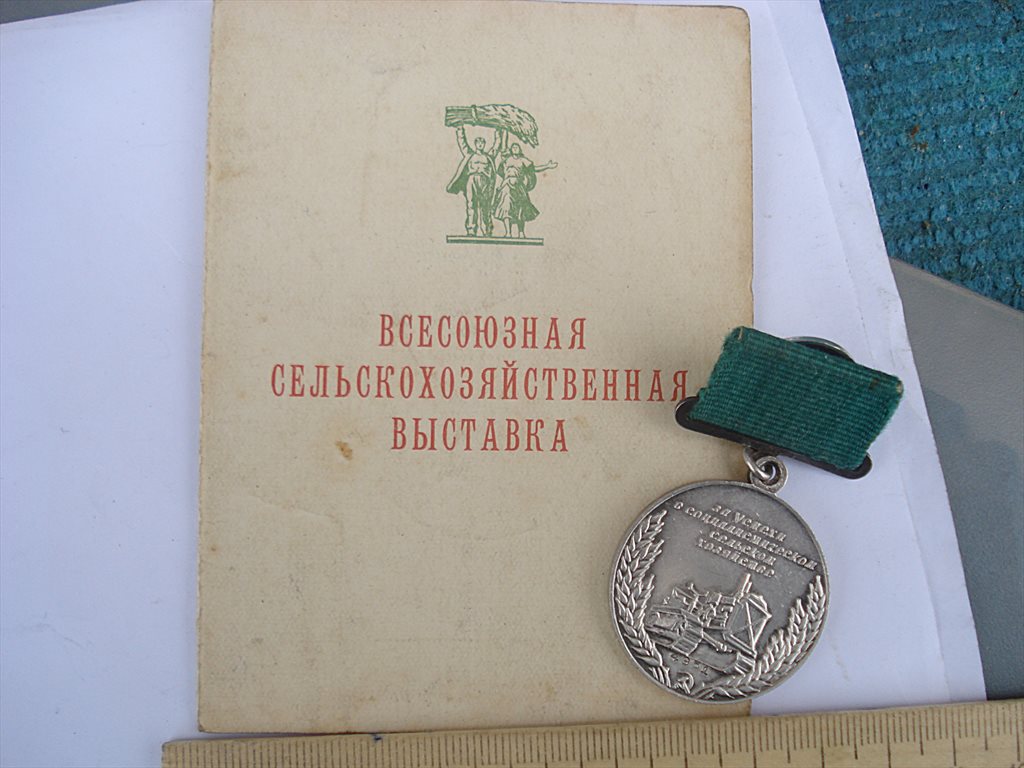 ВСЕСОЮЗНАЯ
СЕЛЬСКОХОЗЯЙСТВЕННАЯ
ВЫСТАВКА
за успехи
в социалистическом
сельском
хозяйстве